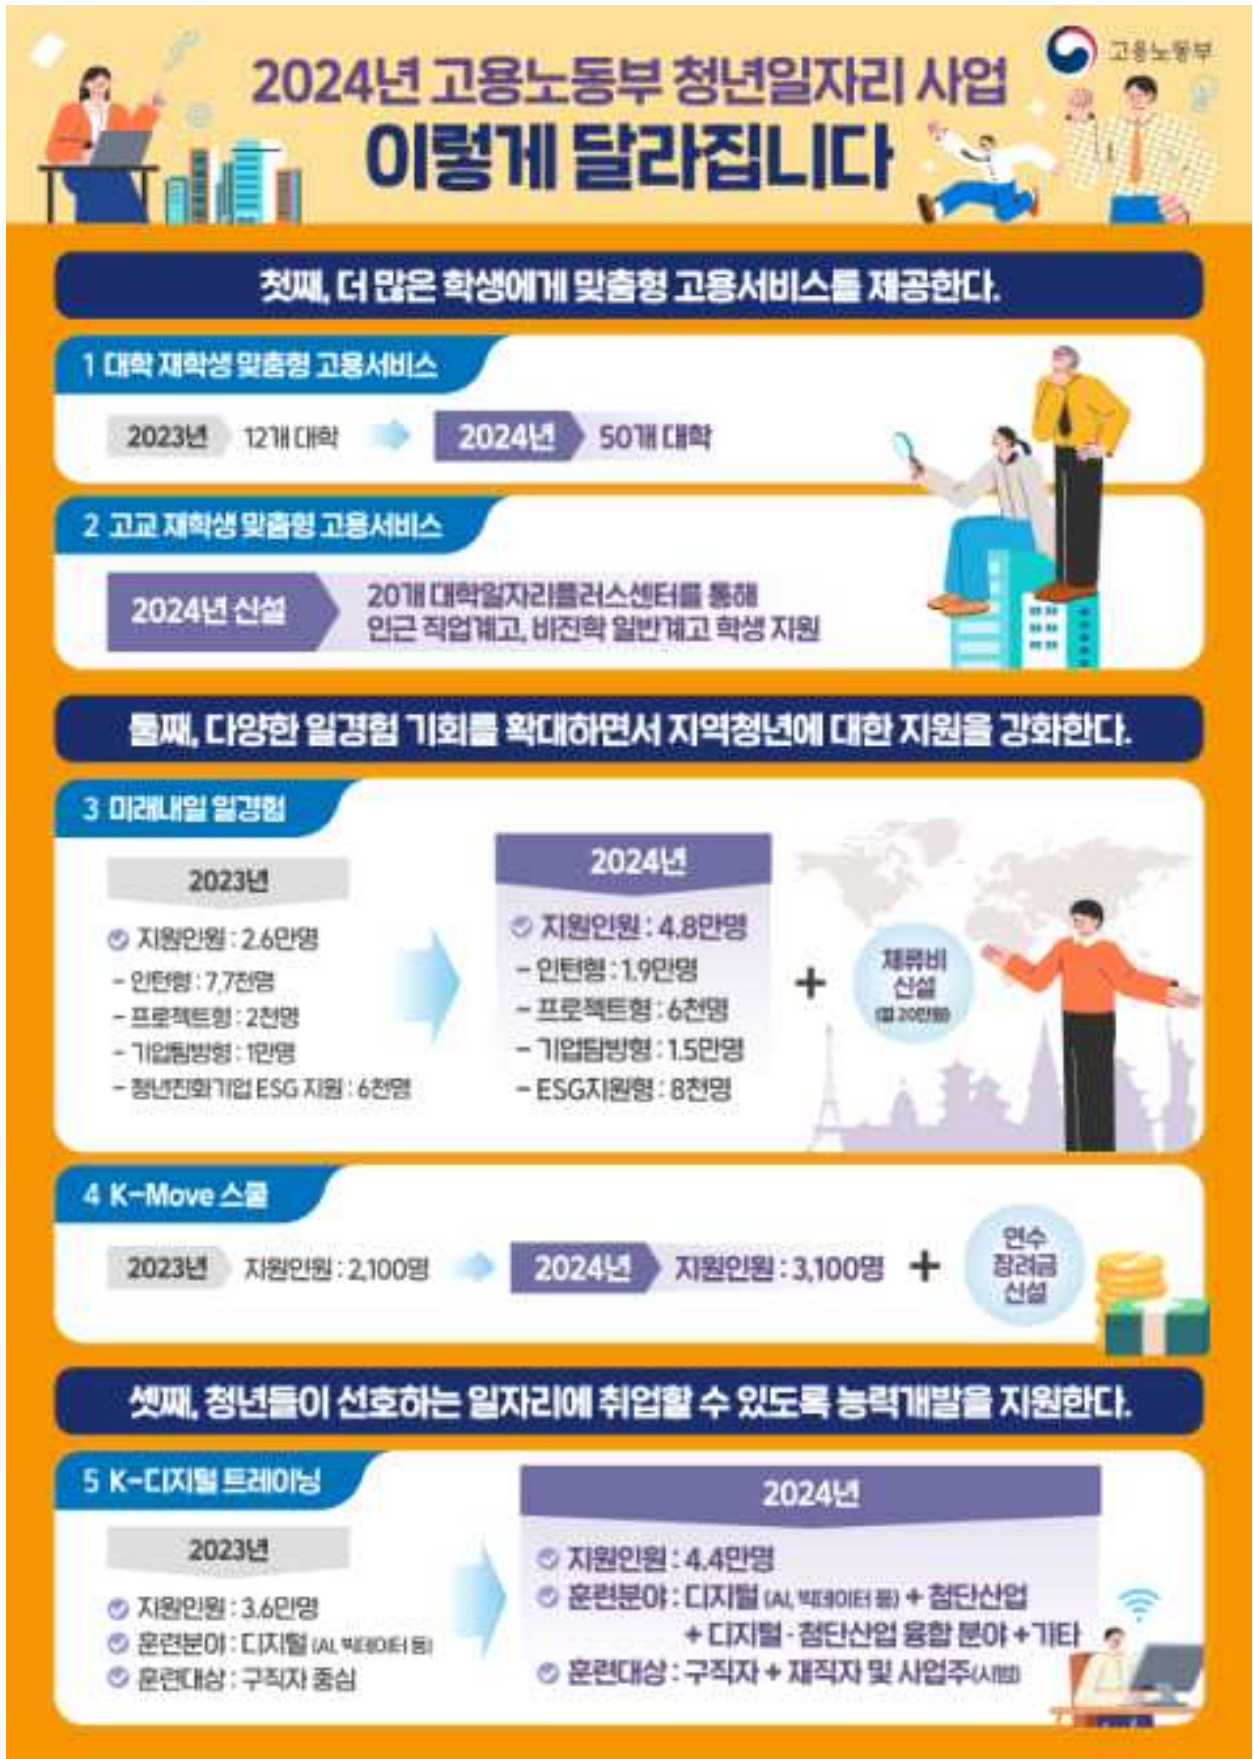 고용노동부
2024년 고용노동부 청년일자리 사업
이렇게 달라집니다
첫째, 더 많은 학생에게 맞춤형 고용서비스를 제공한다.
1 대학 재학생 맞춤형 고용서비스
2023년 12개 대학 2024년 50개 대학
2 고교 재학생 맞춤형 고용서비스
2024년 신설
20개 대학일자리플러스센터를 통해
인근 직업계고, 비진학 일반계고 학생 지원
둘째, 다양한 일경험 기회를 확대하면서 지역청년에 대한 지원을 강화한다.
3 미래내일 일경험
2023년
지원인원 : 2.6만명
- 인턴형 : 7.7천명
- 프로젝트형 : 2천명
- 기업탐방형 : 1만명
- 청년친화기업 ESG 지원 : 6천명
2024년
지원인원 : 4.8만명
- 인턴형 : 1.9만명
- 프로젝트형 : 6천명
- 기업탐방형 : 1.5만명
- ESG지원형 : 8천명
+
체류비
신설
(월 20만원)
4 K-Move 스쿨
2023년 지원인원 : 2,100명 2024년 지원인원 : 3,100명 +
연수
장려금
신설
셋째, 청년들이 선호하는 일자리에 취업할 수 있도록 능력개발을 지원한다.
5 K-디지털 트레이닝
2023년
지원인원 : 3.6만명
훈련분야 : 디지털 (AI, 빅데이터 등)
훈련대상 : 구직자 중심
2024년
지원인원 : 4.4만명
훈련분야 : 디지털 (AI, 빅데이터 등) + 첨단산업
+ 디지털·첨단산업 융합 분야 + 기타
훈련대상 : 구직자 + 재직자 및 사업주(시범)